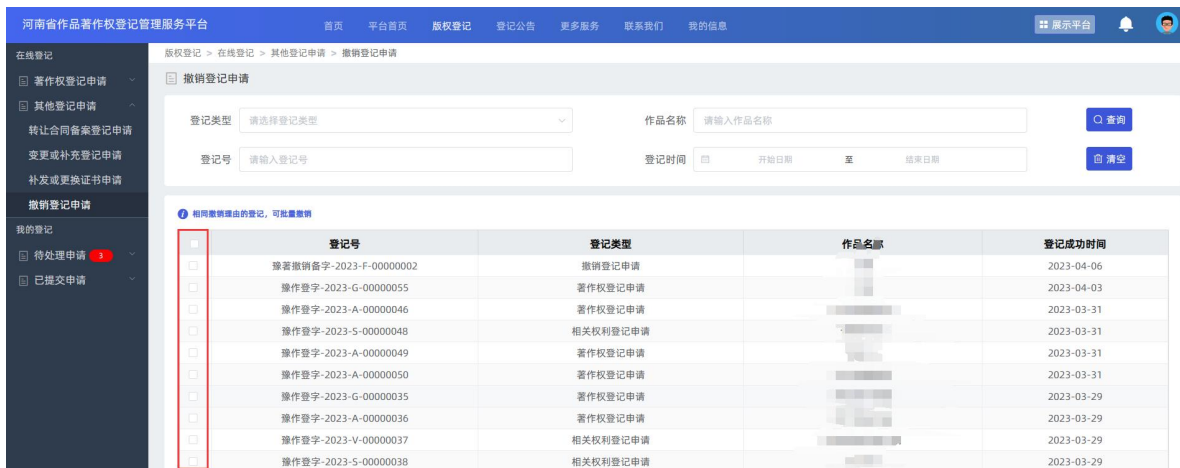 河南省作品著作权登记管理服务平台 首页 平台首页 版权登记 登记公告 更多服务 联系我们 我的信息 展示平台
在线登记
著作权登记申请
其他登记申请
转让合同备案登记申请
变更或补充登记申请
补发或更换证书申请
撤销登记申请
我的登记
待处理申请 3
已提交申请
版权登记 > 在线登记 > 其他登记申请 > 撤销登记申请
撤销登记申请
登记类型 请选择登记类型 作品名称 请输入作品名称 查询
登记号 请输入登记号 登记时间 开始日期 至 结束日期 清空
相同撤销理由的登记，可批量撤销
登记号 登记类型 作品名称 登记成功时间
豫著撤销备字-2023-F-00000002 撤销登记申请 2023-04-06
豫作登字-2023-G-00000055 著作权登记申请 2023-04-03
豫作登字-2023-A-00000046 著作权登记申请 2023-03-31
豫作登字-2023-S-00000048 相关权利登记申请 2023-03-31
豫作登字-2023-A-00000049 著作权登记申请 2023-03-31
豫作登字-2023-A-00000050 著作权登记申请 2023-03-31
豫作登字-2023-G-00000035 著作权登记申请 2023-03-29
豫作登字-2023-A-00000036 著作权登记申请 2023-03-29
豫作登字-2023-V-00000037 相关权利登记申请 2023-03-29
豫作登字-2023-S-00000038 相关权利登记申请 2023-03-29